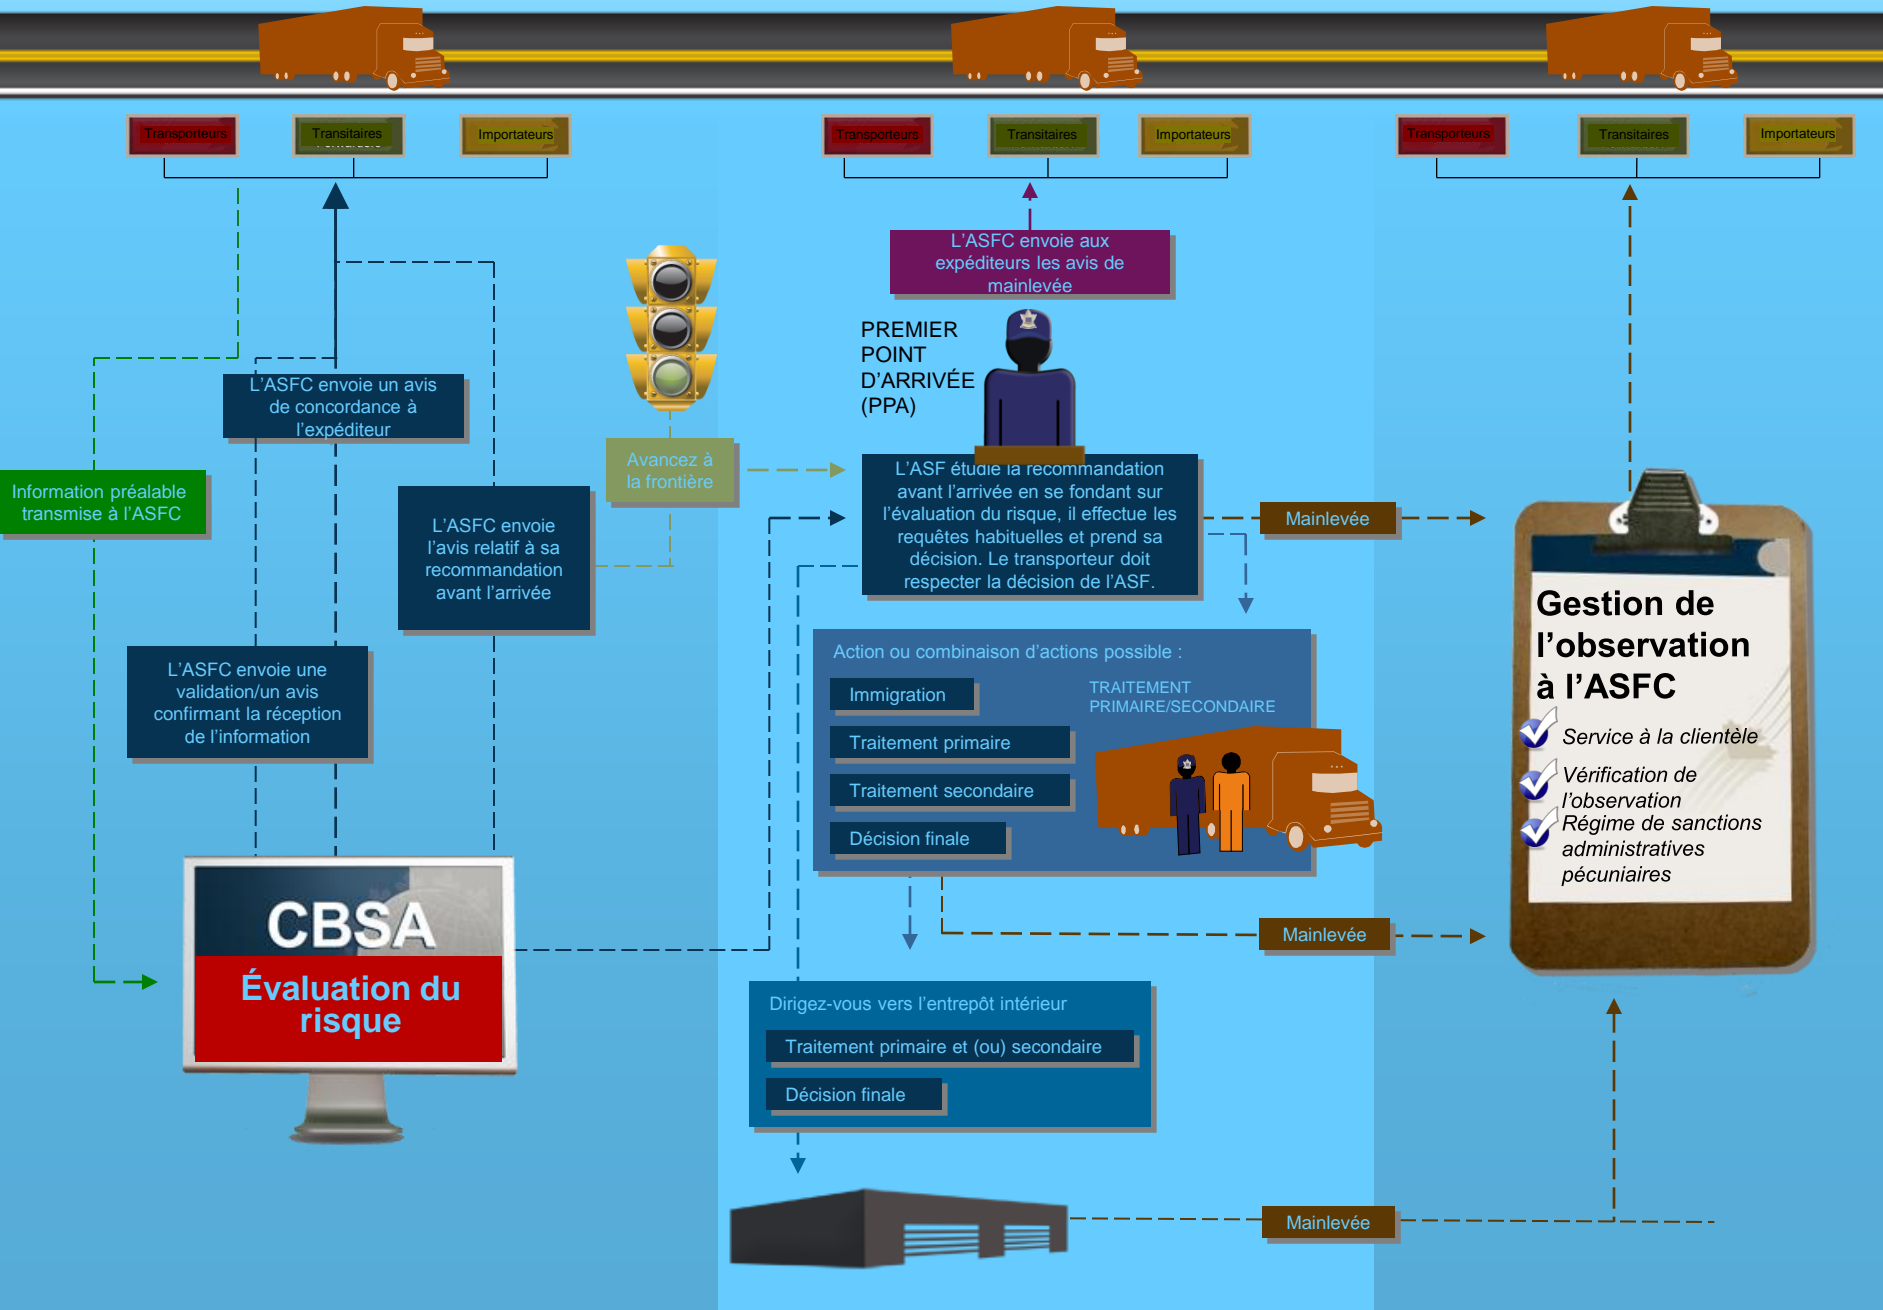 Transporteurs
Transitaires
Importateurs
Transporteurs
Transitaires
Importateurs
Transporteurs
Transitaires
Importateurs
L'ASFC envoie un avis
de concordance à
l'expéditeur
Information préalable
transmise à l'ASFC
L'ASFC envoie
l'avis relatif à sa
recommandation
avant l'arrivée
L'ASFC envoie une
validation/un avis
confirmant la réception
de l'information
CBSA
Évaluation du
risque
Avancez à
la frontière
L'ASFC envoie aux
expéditeurs les avis de
mainlevée
PREMIER
POINT
D'ARRIVÉE
(PPA)
L'ASF étudie la recommandation
avant l'arrivée en se fondant sur
l'évaluation du risque, il effectue les
requêtes habituelles et prend sa
décision. Le transporteur doit
respecter la décision de l'ASF.
Mainlevée
Action ou combinaison d'actions possible :
Immigration
Traitement primaire
Traitement secondaire
Décision finale
TRAITEMENT
PRIMAIRE/SECONDAIRE
Mainlevée
Dirigez-vous vers l'entrepôt intérieur
Traitement primaire et (ou) secondaire
Décision finale
Mainlevée
Gestion de
l'observation
à l'ASFC
Service à la clientèle
Vérification de
l'observation
Régime de sanctions
administratives
pécuniaires